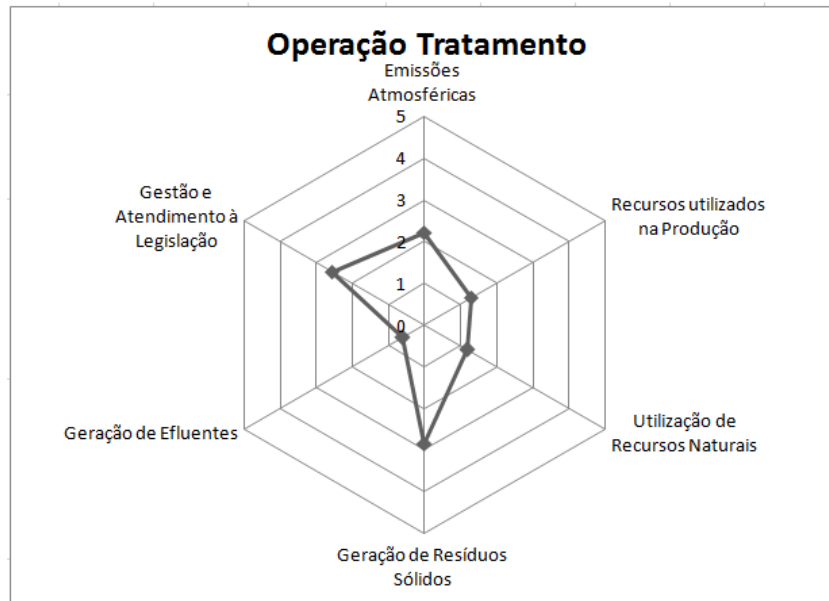 Operação Tratamento
Emissões
Atmosféricas
5
4
3
2
1
0
Recursos utilizados
na Produção
Utilização de
Recursos Naturais
Geração de Resíduos
Sólidos
Geração de Efluentes
Gestão e
Atendimento à
Legislação